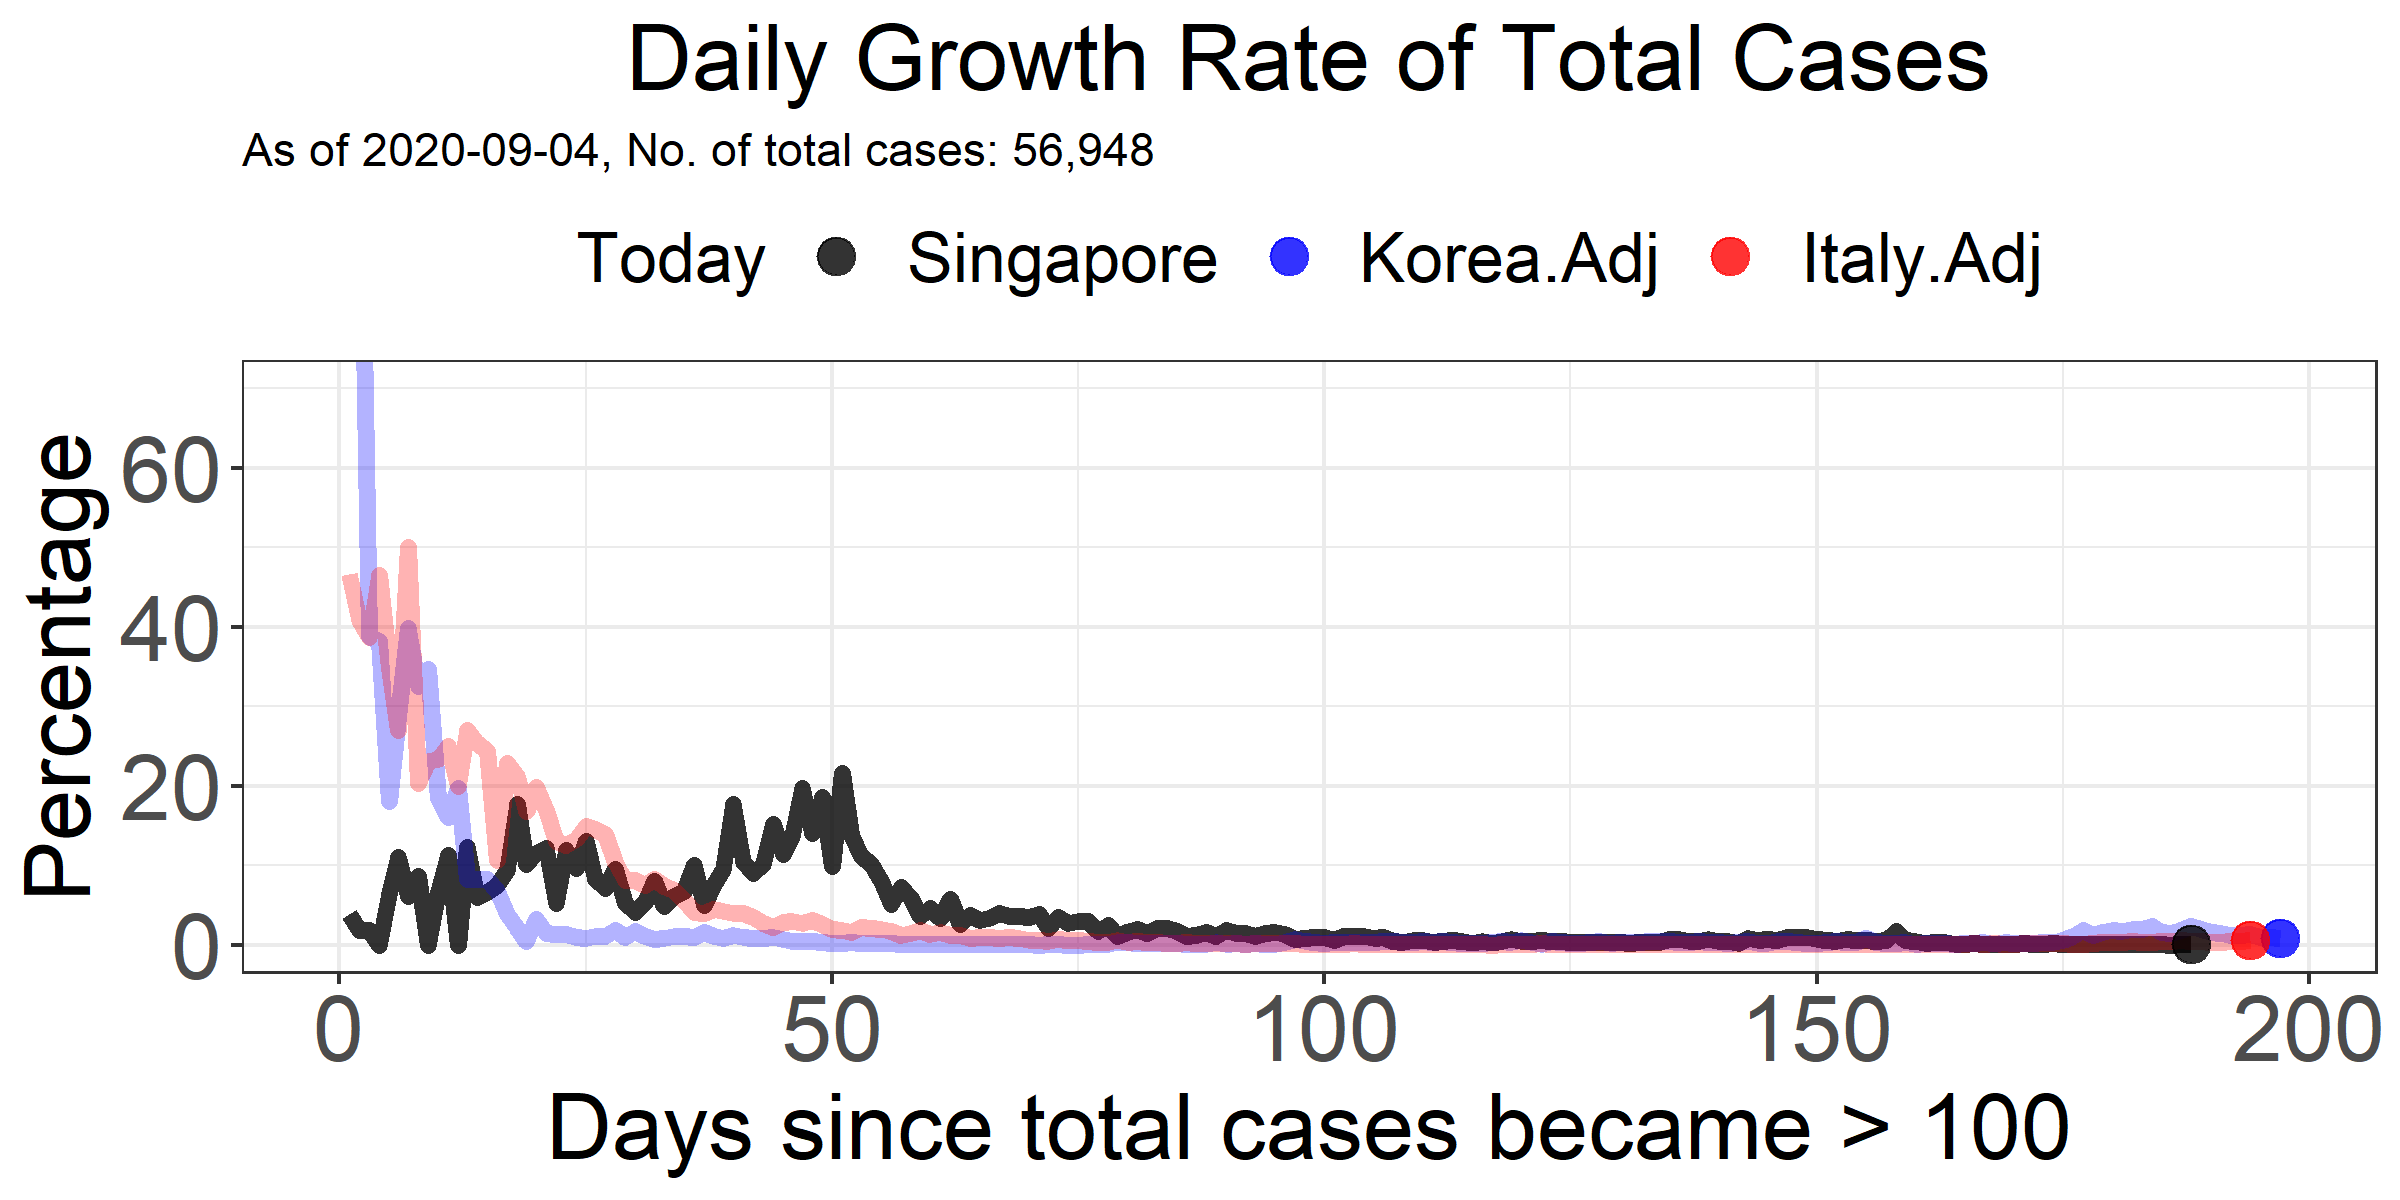 Daily Growth Rate of Total Cases
As of 2020-09-04, No. of total cases: 56,948
Today Singapore Korea.Adj Italy.Adj
Percentage
60
40
20
0
0 50 100 150 200
Days since total cases became > 100